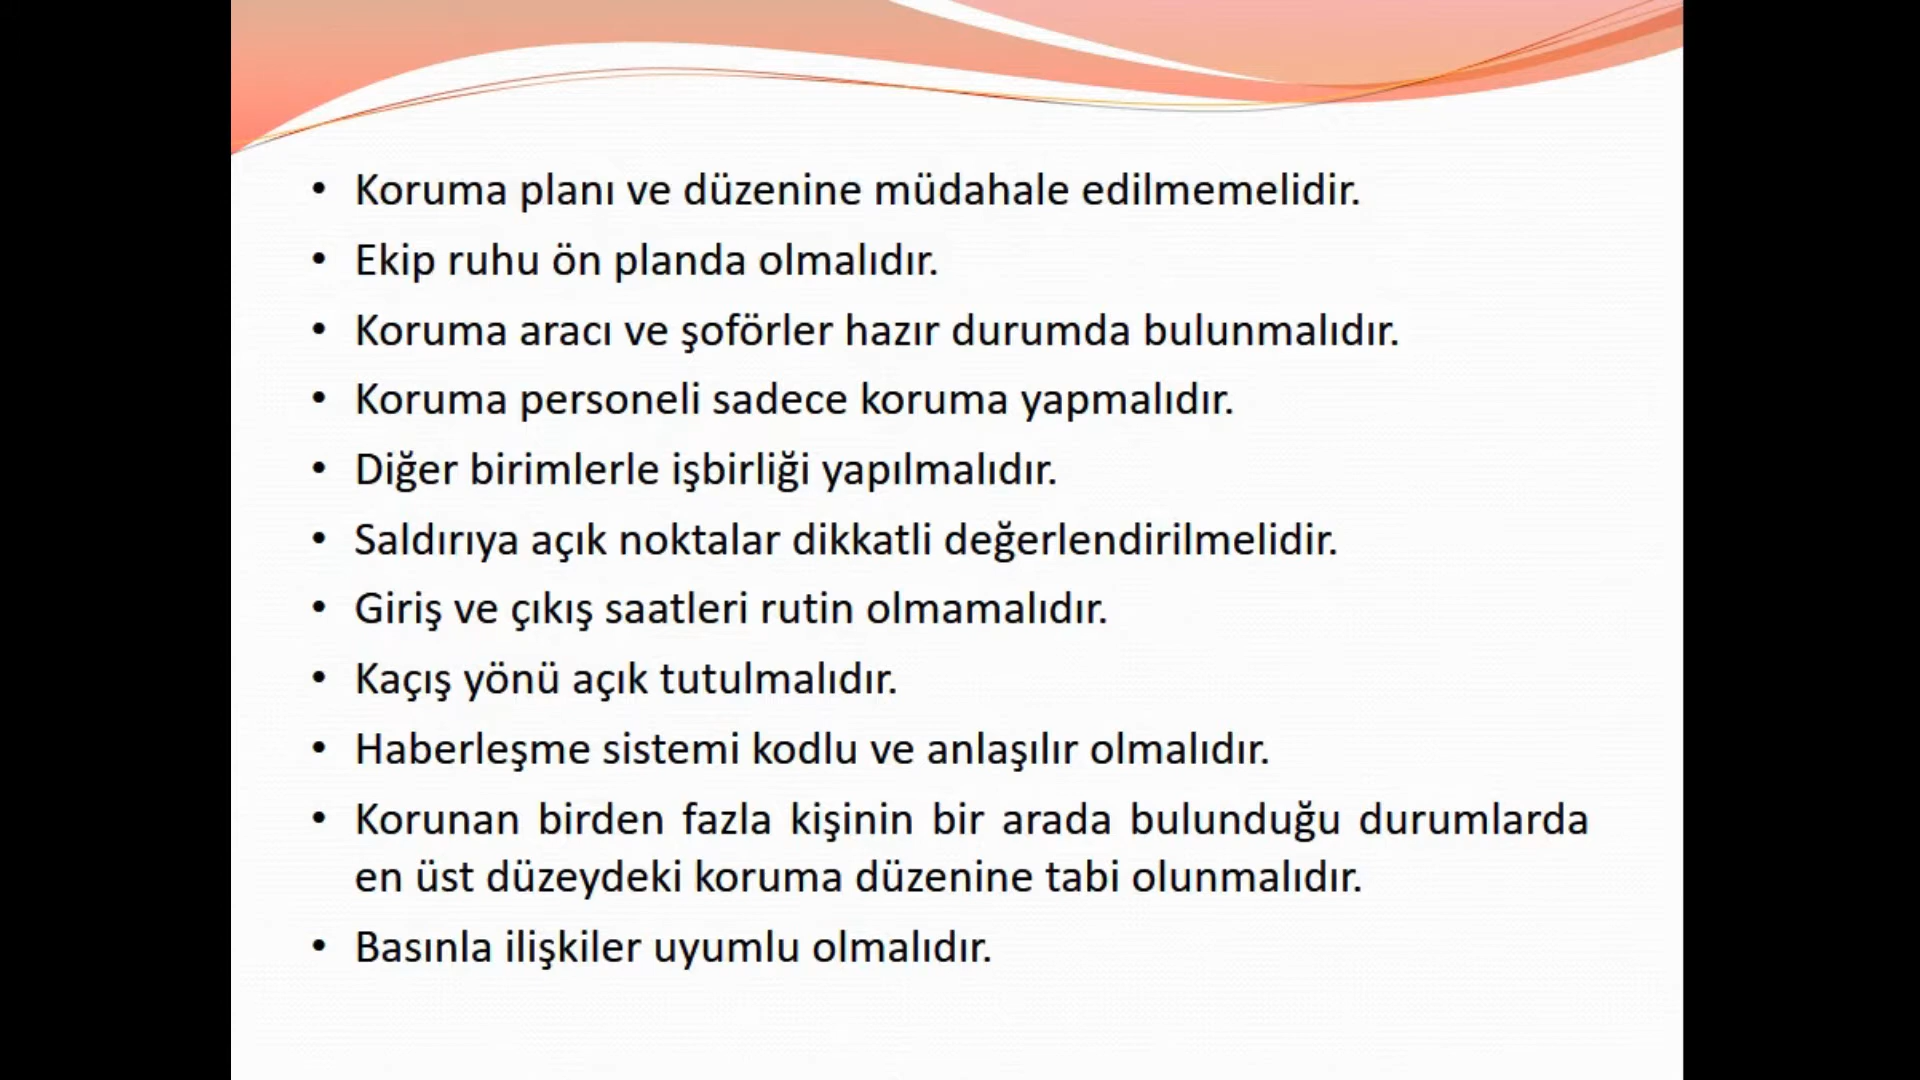 • Koruma planı ve düzenine müdahale edilmemelidir.
• Ekip ruhu ön planda olmalıdır.
• Koruma aracı ve şoförler hazır durumda bulunmalıdır.
• Koruma personeli sadece koruma yapmalıdır.
• Diğer birimlerle işbirliği yapılmalıdır.
• Saldırıya açık noktalar dikkatli değerlendirilmelidir.
• Giriş ve çıkış saatleri rutin olmamalıdır.
• Kaçış yönü açık tutulmalıdır.
• Haberleşme sistemi kodlu ve anlaşılır olmalıdır.
• Korunan birden fazla kişinin bir arada bulunduğu durumlarda
en üst düzeydeki koruma düzenine tabi olunmalıdır.
• Basınla ilişkiler uyumlu olmalıdır.